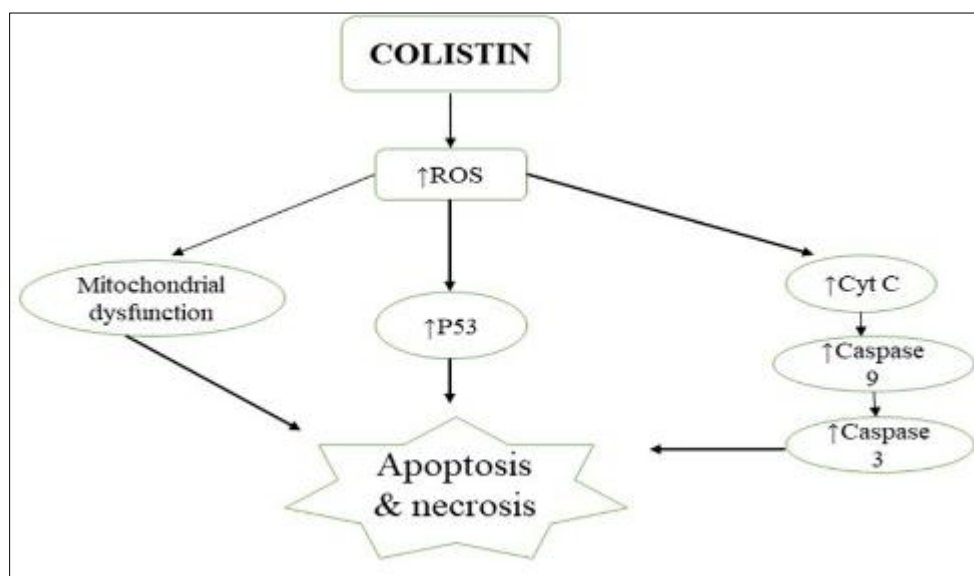 COLISTIN
↑ROS
Mitochondrial
dysfunction
↑P53
↑Cyt C
↑Caspase
9
↑Caspase
3
Apoptosis
& necrosis